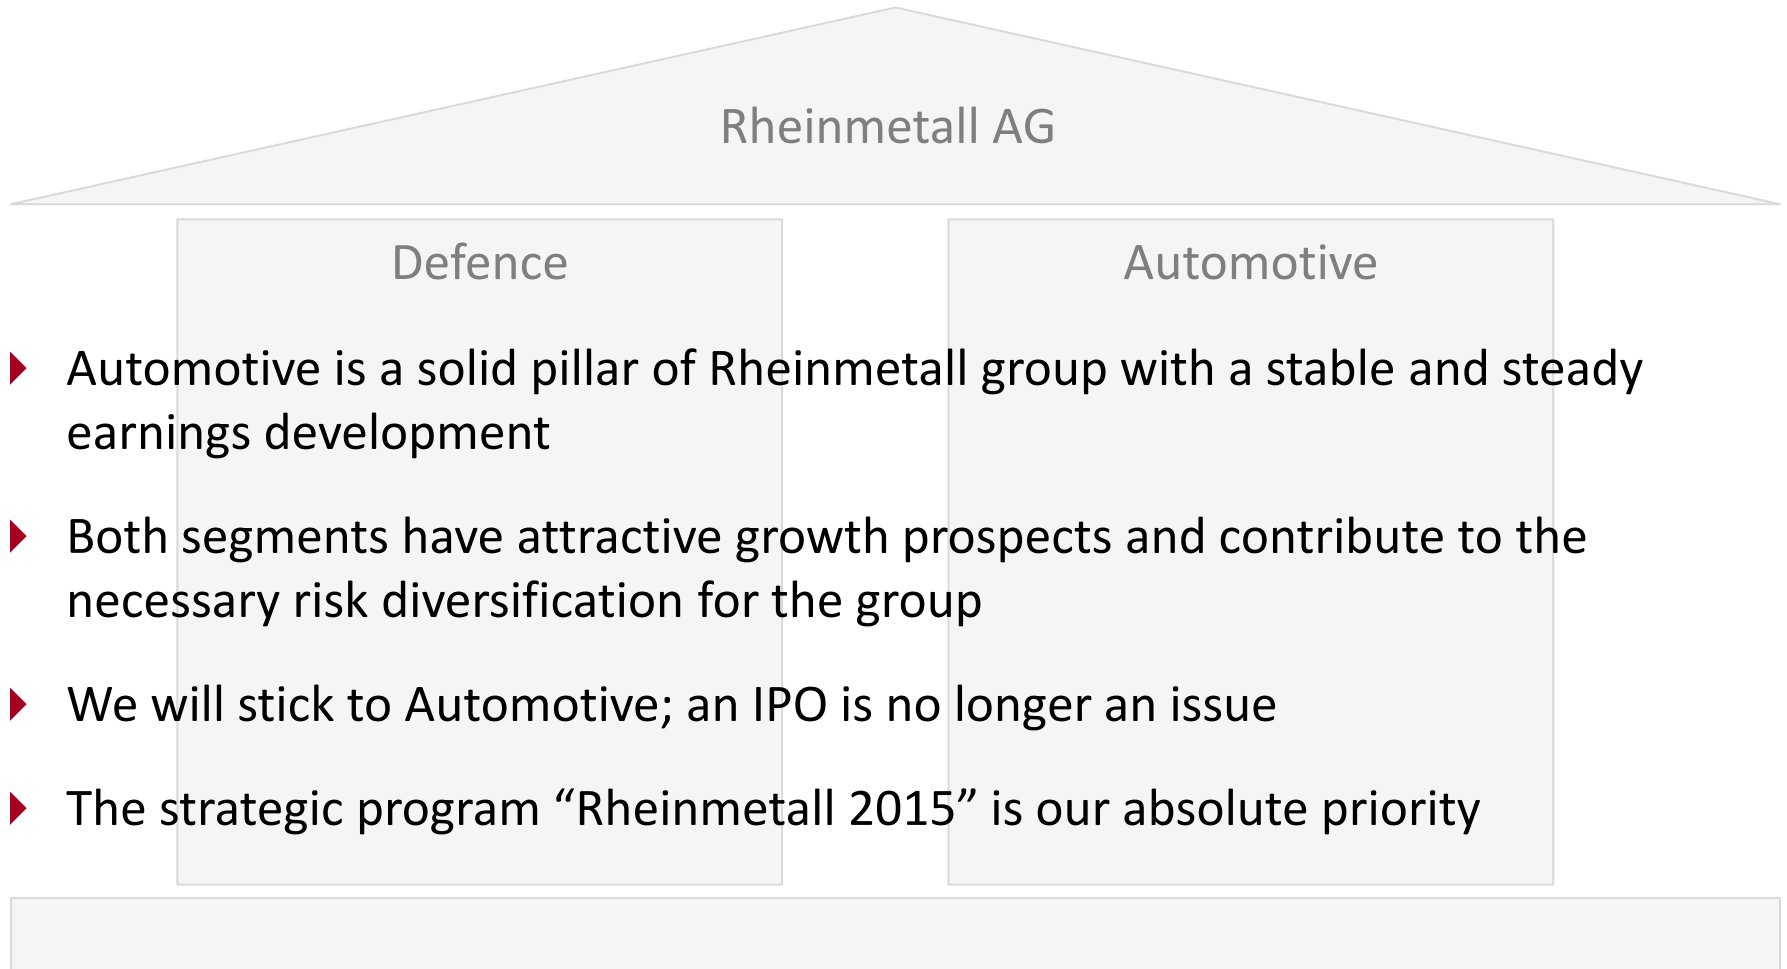 Rheinmetall AG
Defence
Automotive
Automotive is a solid pillar of Rheinmetall group with a stable and steady
earnings development
Both segments have attractive growth prospects and contribute to the
necessary risk diversification for the group
We will stick to Automotive; an IPO is no longer an issue
The strategic program “Rheinmetall 2015” is our absolute priority